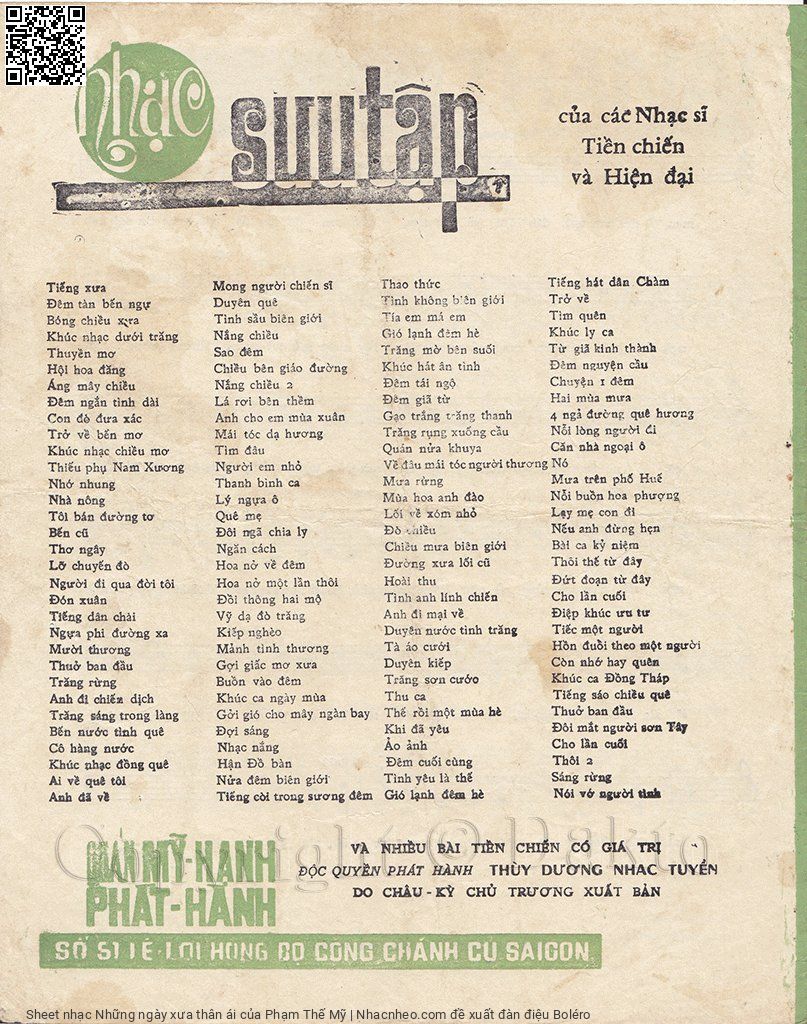 nhạc
sưu tập
của các Nhạc sĩ
Tiền chiến
và Hiện đại
Tiếng xưa
Đêm tàn bến ngự
Bóng chiều xưa
Khúc nhạc dưới trăng
Thuyền mơ
Hội hoa đăng
Áng mây chiều
Đêm ngắn tình dài
Con đò đưa xác
Trở về bến mơ
Khúc nhạc chiều mơ
Thiếu phụ Nam Xương
Nhớ nhung
Nhà nông
Tôi bán đường tơ
Bến cũ
Thơ ngây
Lỡ chuyến đò
Người đi qua đời tôi
Đón xuân
Tiếng dân chài
Ngựa phi đường xa
Mười thương
Thuở ban đầu
Trăng rừng
Anh đi chiến dịch
Trăng sáng trong làng
Bến nước tình quê
Cô hàng nước
Khúc nhạc đồng quê
Ai về quê tôi
Anh đã về
Mong người chiến sĩ
Duyên quê
Tình sầu biên giới
Nắng chiều
Sao đêm
Chiều bên giáo đường
Nắng chiều 2
Lá rơi bên thềm
Anh cho em mùa xuân
Mái tóc dạ hương
Tìm đâu
Người em nhỏ
Thanh bình ca
Lý ngựa ô
Quê mẹ
Đôi ngã chia ly
Ngăn cách
Hoa nở về đêm
Hoa nở một lần thôi
Đồi thông hai mộ
Vỹ dạ đò trăng
Kiếp nghèo
Mảnh tình thương
Gợi giấc mơ xưa
Buồn vào đêm
Khúc ca ngày mùa
Gởi gió cho mây ngàn bay
Đợi sáng
Nhạc nắng
Hận Đồ bàn
Nửa đêm biên giới
Tiếng còi trong sương đêm
Thao thức
Tình không biên giới
Tía em má em
Gió lạnh đêm hè
Trăng mờ bên suối
Khúc hát ân tình
Đêm tái ngộ
Đêm giã từ
Gạo trắng trăng thanh
Trăng rụng xuống cầu
Quán nửa khuya
Về đâu mái tóc người thương
Mưa rừng
Mùa hoa anh đào
Lối về xóm nhỏ
Đò chiều
Chiều mưa biên giới
Đường xưa lối cũ
Hoài thu
Tình anh lính chiến
Anh đi mại về
Duyên nước tình trăng
Tà áo cưới
Duyên kiếp
Trăng sơn cước
Thu ca
Thế rồi một mùa hè
Khi đã yêu
Ảo ảnh
Đêm cuối cùng
Tình yêu là thế
Gió lạnh đêm hè
Tiếng hát dân Chàm
Trở về
Tìm quên
Khúc ly ca
Từ giã kinh thành
Đêm nguyện cầu
Chuyện 1 đêm
Hai mùa mưa
4 ngả đường quê hương
Nỗi lòng người đi
Căn nhà ngoại ô
Nó
Mưa trên phố Huế
Nỗi buồn hoa phượng
Lạy mẹ con đi
Nếu anh đừng hẹn
Bài ca kỷ niệm
Thôi thế từ đây
Đứt đoạn từ đây
Cho lần cuối
Điệp khúc ưu tư
Tiếc một người
Hồn đuổi theo một người
Còn nhớ hay quên
Khúc ca Đồng Tháp
Tiếng sáo chiều quê
Thuở ban đầu
Đôi mắt người sơn Tây
Cho lần cuối
Thôi 2
Sáng rừng
Nói vớ người tình
QUÁN MỸ-HẠNH
PHÁT-HÀNH
VÀ NHIỀU BÀI TIỀN CHIẾN CÓ GIÁ TRỊ
ĐỘC QUYỀN PHÁT HÀNH THÙY DƯƠNG NHẠC TUYỂN
DO CHÂU-KỲ CHỦ TRƯƠNG XUẤT BẢN
Copyright © Dakto
SỐ 51 LÊ-LỢI HÔNG BỘ CÔNG CHÁNH CŨ SAIGON
Sheet nhạc Những ngày xưa thân ái của Phạm Thế Mỹ | Nhacnheo.com đề xuất đàn điệu Boléro